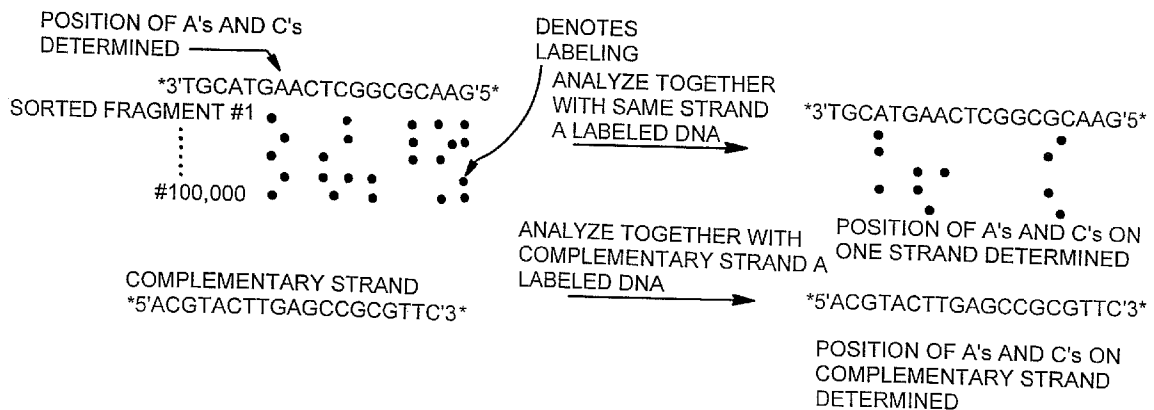 POSITION OF A's AND C's
DETERMINED
*3'TGCATGAACTCGGCGCAAG'5*
SORTED FRAGMENT #1
#100,000
DENOTES
LABELING
ANALYZE TOGETHER
WITH SAME STRAND
A LABELED DNA
*3'TGCATGAACTCGGCGCAAG'5*
POSITION OF A's AND C's ON
ONE STRAND DETERMINED
COMPLEMENTARY STRAND
*5'ACGTACTTGAGCCGCGTTC'3*
ANALYZE TOGETHER WITH
COMPLEMENTARY STRAND A
LABELED DNA
*5'ACGTACTTGAGCCGCGTTC'3*
POSITION OF A's AND C's ON
COMPLEMENTARY STRAND
DETERMINED